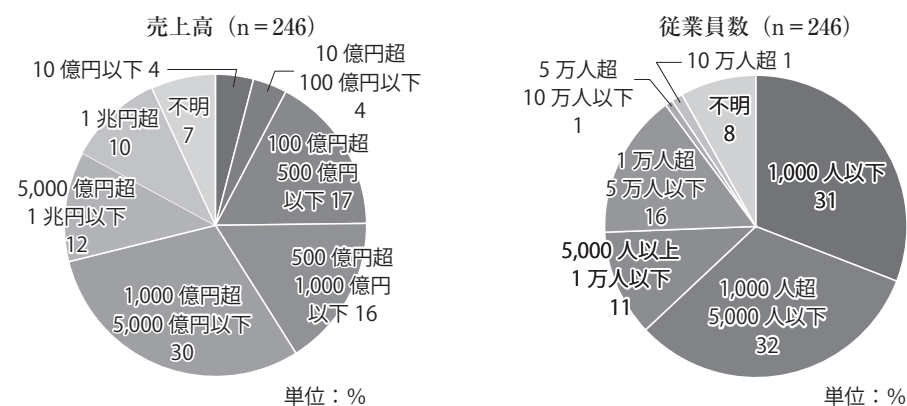 売上高（n＝246）
10 億円以下 4
10 億円超
100 億円以下
4
100 億円超
500 億円
以下 17
500 億円超
1,000 億円
以下 16
1,000 億円超
5,000 億円以下
30
5,000 億円超
1 兆円以下
12
1 兆円超
10
不明
7
単位：%
従業員数（n＝246）
1,000 人以下
31
1,000 人超
5,000 人以下
32
5,000 人以上
1 万人以下
11
1 万人超
5 万人以下
16
5 万人超
10 万人以下
1
10 万人超 1
不明
8
単位：%